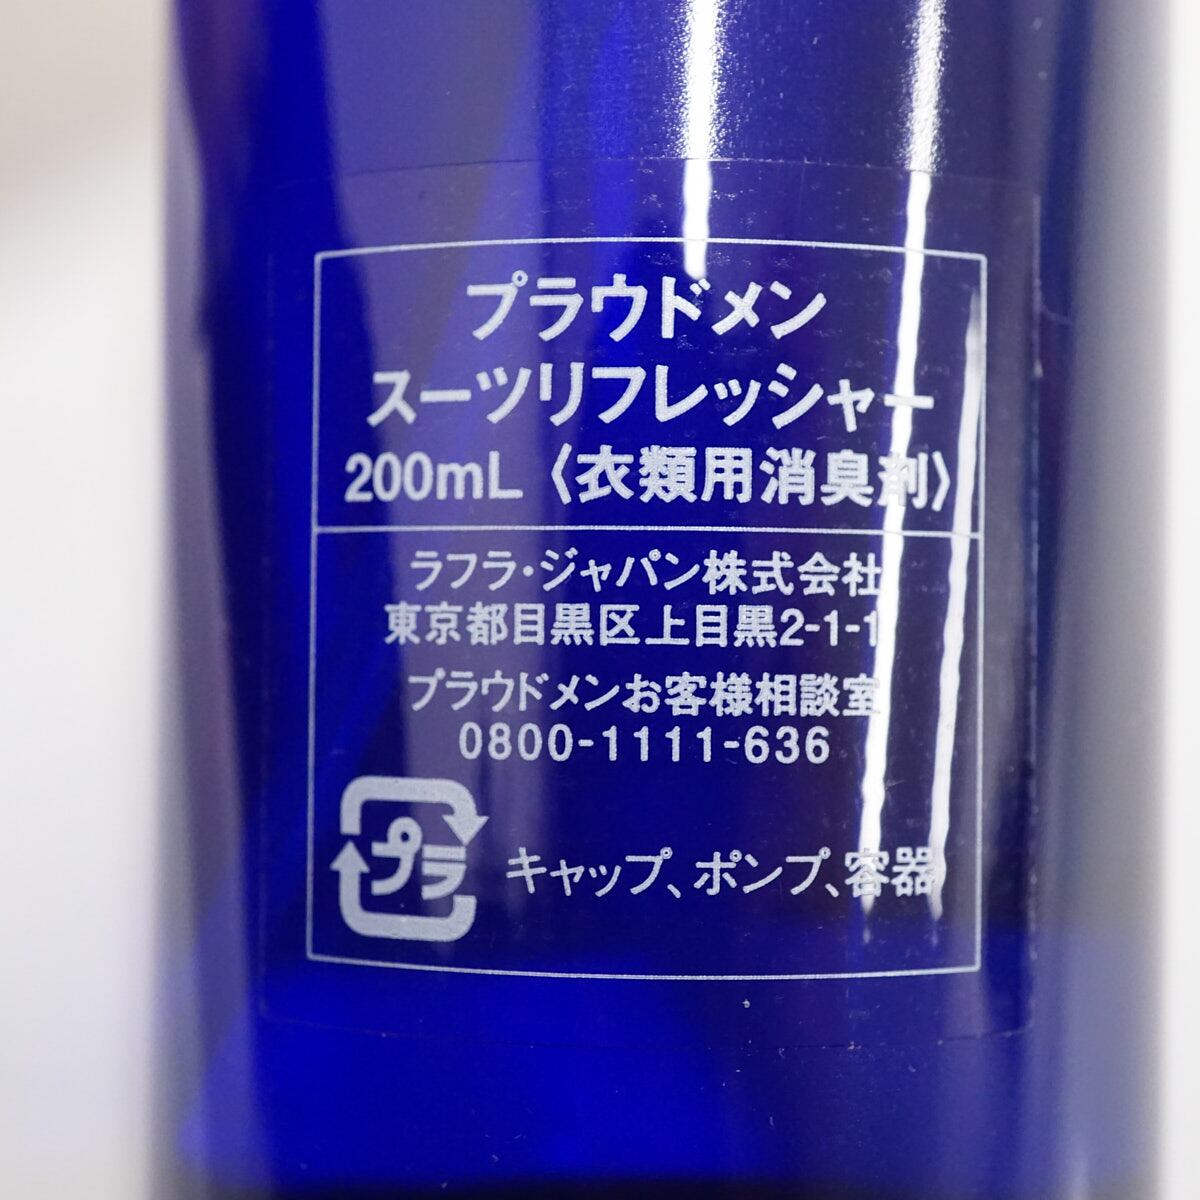 プラウドメン
スーツリフレッシャー
200mL〈衣類用消臭剤〉
ラフラ・ジャパン株式会社
東京都目黒区上目黒2-1-1
プラウドメンお客様相談室
0800-1111-636
プラ
キャップ、ポンプ、容器